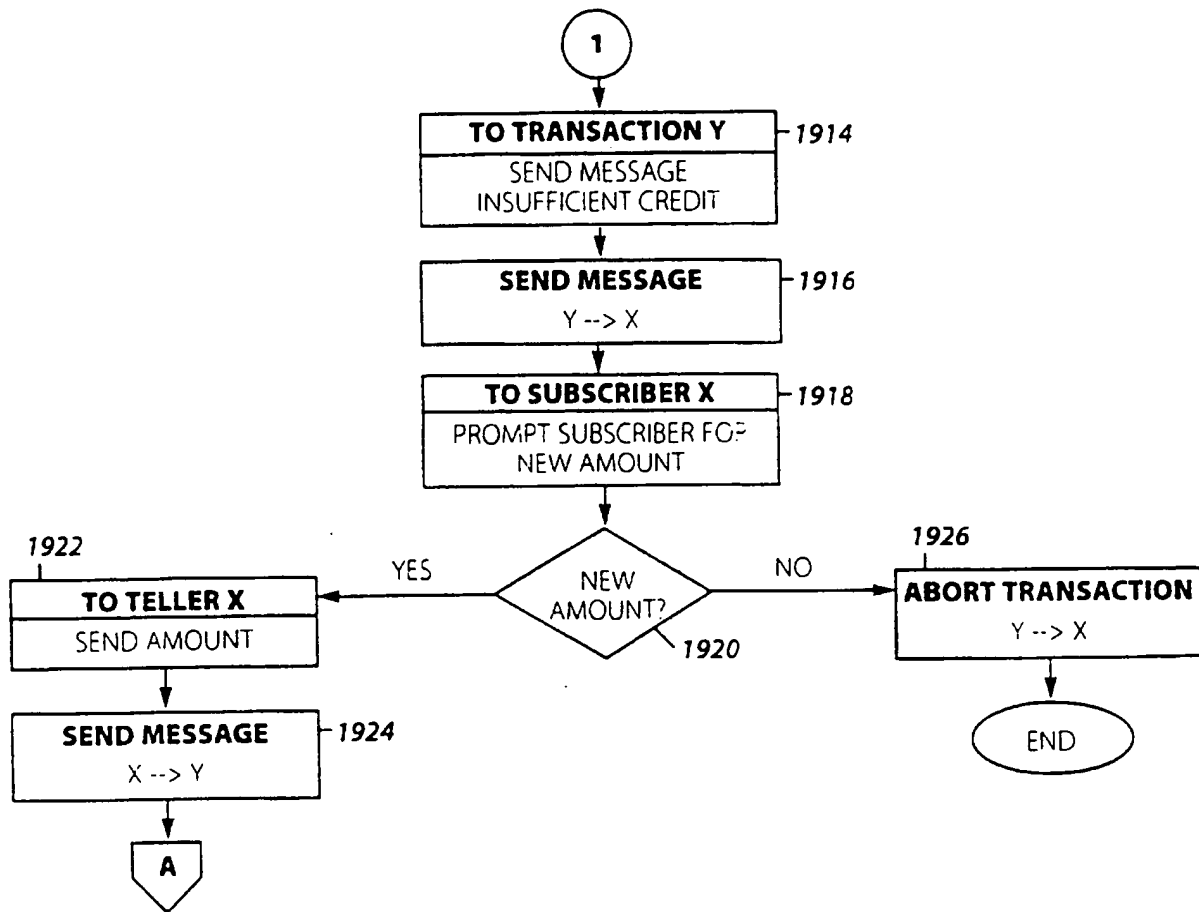 1
TO TRANSACTION Y
1914
SEND MESSAGE
INSUFFICIENT CREDIT
SEND MESSAGE
1916
Y --> X
TO SUBSCRIBER X
1918
PROMPT SUBSCRIBER FOR
NEW AMOUNT
1922
YES
NEW
AMOUNT?
1920
NO
1926
TO TELLER X
SEND AMOUNT
ABORT TRANSACTION
Y --> X
SEND MESSAGE
1924
X --> Y
END
A